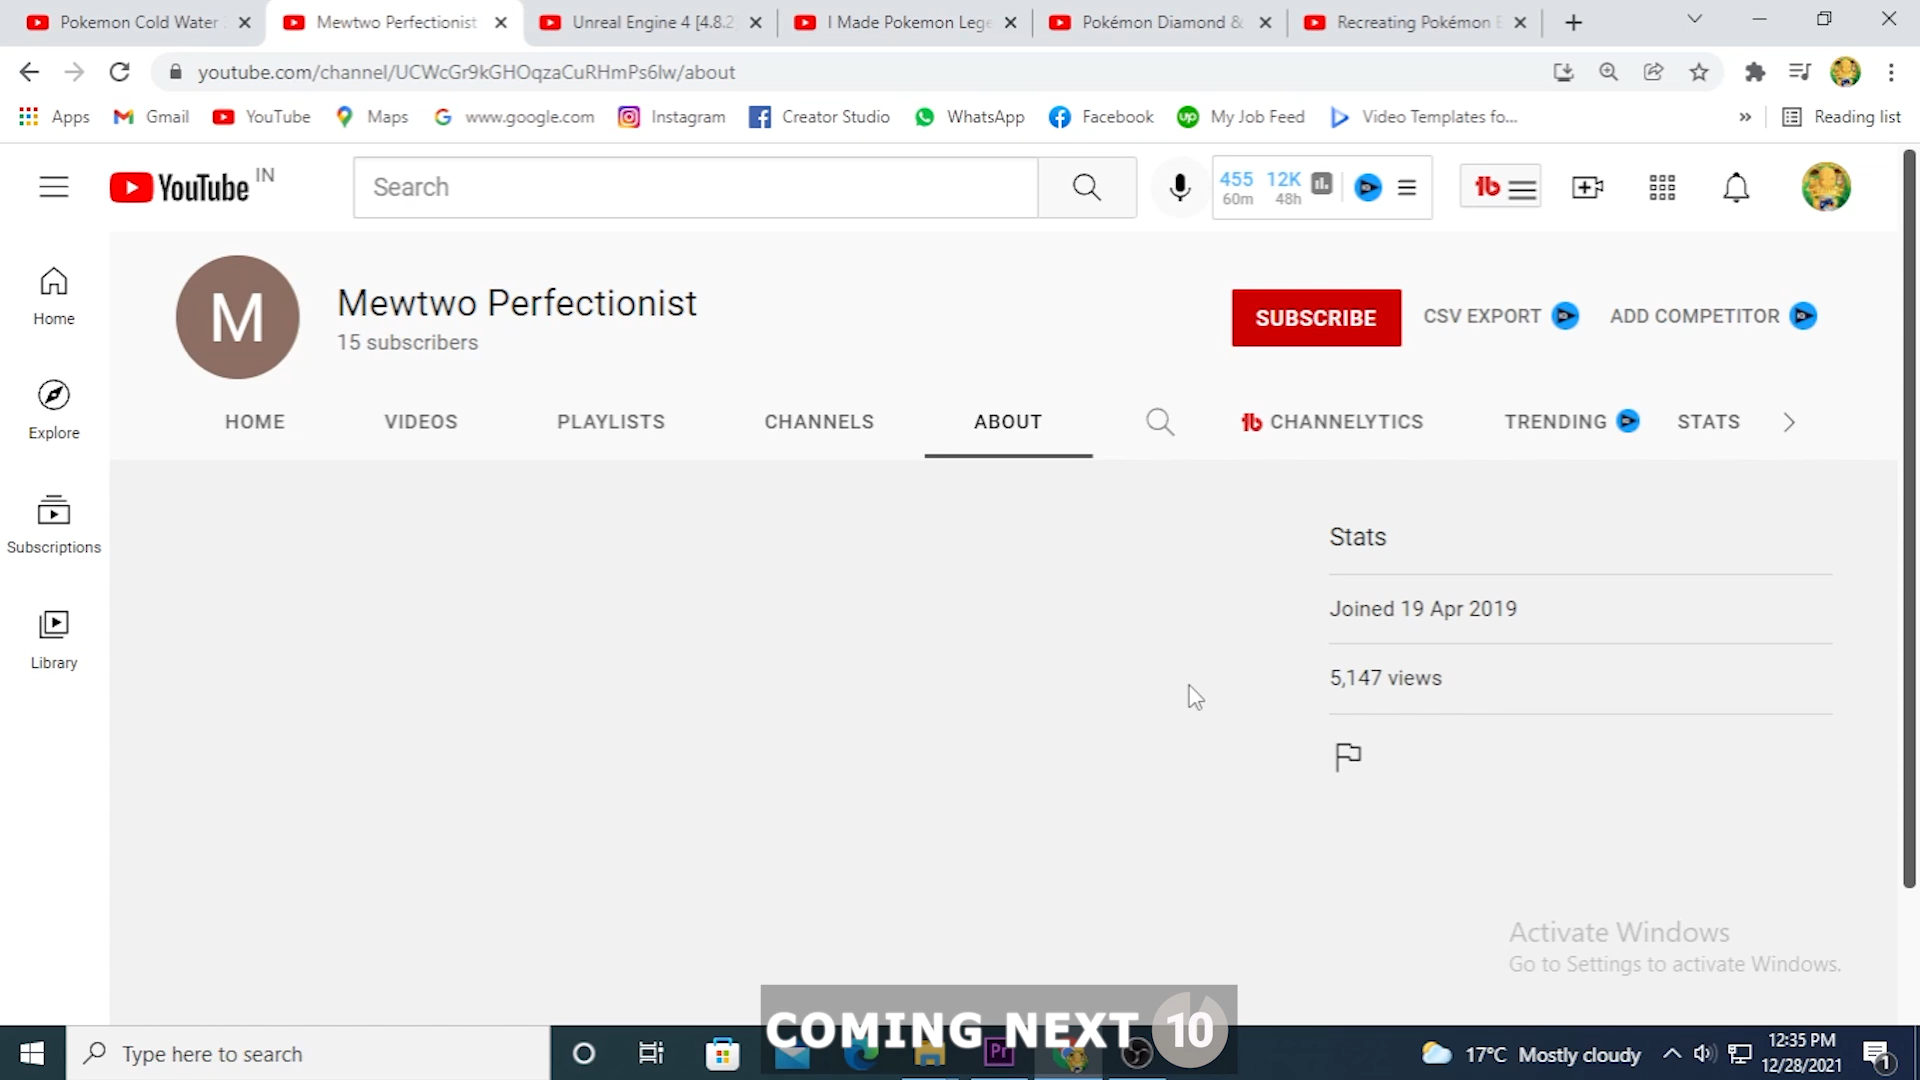 Pokemon Cold Water
Mewtwo Perfectionist
Unreal Engine 4 [4.8.2
I Made Pokemon Lege
Pokémon Diamond &
Recreating Pokémon
youtube.com/channel/UCWcGr9kGHOqzaCuRHmPs6lw/about
Apps
Gmail
YouTube
Maps
www.google.com
Instagram
Creator Studio
WhatsApp
Facebook
My Job Feed
Video Templates fo...
Reading list
YouTube IN
Search
455
60m
12K
48h
Home
Explore
Subscriptions
Library
M
Mewtwo Perfectionist
15 subscribers
SUBSCRIBE
CSV EXPORT
ADD COMPETITOR
HOME
VIDEOS
PLAYLISTS
CHANNELS
ABOUT
CHANNELYTICS
TRENDING
STATS
Stats
Joined 19 Apr 2019
5,147 views
Activate Windows
Go to Settings to activate Windows.
COMING NEXT 10
Type here to search
Pr
17°C Mostly cloudy
12:35 PM
12/28/2021
1